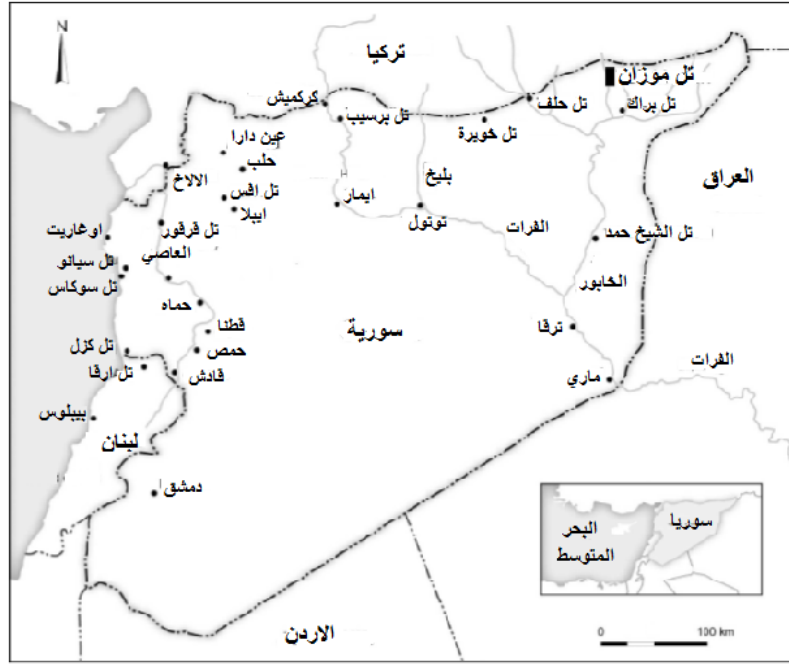 N
تركيا
تل موزان
كركميش
تل حلف
تل براك
تل برسيب
تل خويرة
عين دارا
حلب
الالاخ
العراق
بليخ
تل افس
ايمار
ايبلا
توتول
الفرات
تل قرقور
اوغاريت
تل الشيخ حمد
العاصي
تل سيانو
تل سوكاس
الخابور
حماه
قطنا
سورية
ترقا
حمص
تل كزل
تل ارقا
قادش
الفرات
ماري
بيبلوس
لبنان
دمشق
سوريا
البحر
المتوسط
الاردن
0
100 km